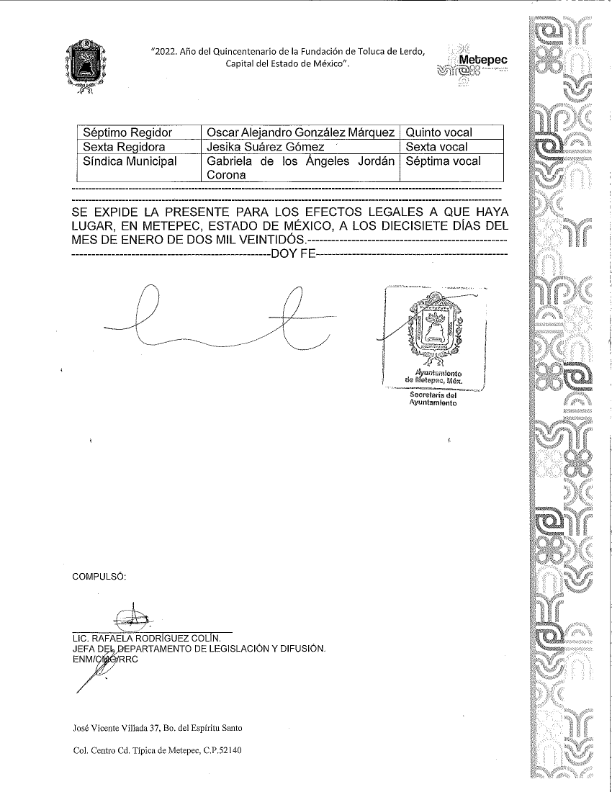 "2022. Año del Quincentenario de la Fundación de Toluca de Lerdo,
Capital del Estado de México".
Metepec
Séptimo Regidor Oscar Alejandro González Márquez Quinto vocal
Sexta Regidora Jesika Suárez Gómez Sexta vocal
Síndica Municipal Gabriela de los Ángeles Jordán Séptima vocal
Corona
SE EXPIDE LA PRESENTE PARA LOS EFECTOS LEGALES A QUE HAYA
LUGAR, EN METEPEC, ESTADO DE MÉXICO, A LOS DIECISIETE DÍAS DEL
MES DE ENERO DE DOS MIL VEINTIDÓS.
DOY FE
Ayuntamiento
de Metepec, Méx.
Secretaría del
Ayuntamiento
COMPULSÓ:
LIC. RAFAELA RODRÍGUEZ COLÍN.
JEFA DEL DEPARTAMENTO DE LEGISLACIÓN Y DIFUSIÓN.
ENM/CMG/RRC
José Vicente Villada 37, Bo. del Espíritu Santo
Col. Centro Cd. Típica de Metepec, C.P.52140